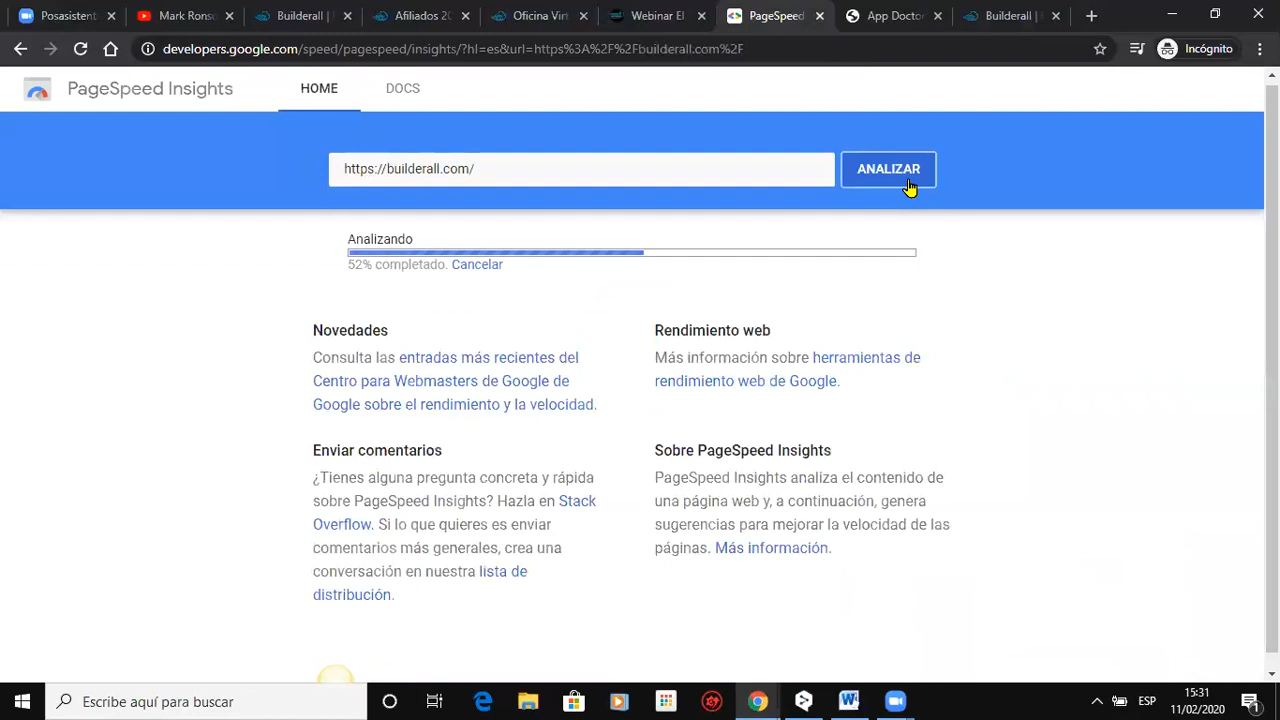 Posasistent
Mark Ronso
Builderall |
Afiliados 20
Oficina Virt
Webinar El
PageSpeed
App Doctor
Builderall |
developers.google.com/speed/pagespeed/insights/?hl=es&url=https%3A%2F%2Fbuilderall.com%2F
Incógnito
PageSpeed Insights
HOME
DOCS
https://builderall.com/
ANALIZAR
Analizando
52% completado. Cancelar
Novedades
Consulta las entradas más recientes del
Centro para Webmasters de Google de
Google sobre el rendimiento y la velocidad.
Rendimiento web
Más información sobre herramientas de
rendimiento web de Google.
Enviar comentarios
¿Tienes alguna pregunta concreta y rápida
sobre PageSpeed Insights? Hazla en Stack
Overflow. Si lo que quieres es enviar
comentarios más generales, crea una
conversación en nuestra lista de
distribución.
Sobre PageSpeed Insights
PageSpeed Insights analiza el contenido de
una página web y, a continuación, genera
sugerencias para mejorar la velocidad de las
páginas. Más información.
Escribe aquí para buscar
ESP
15:31
11/02/2020